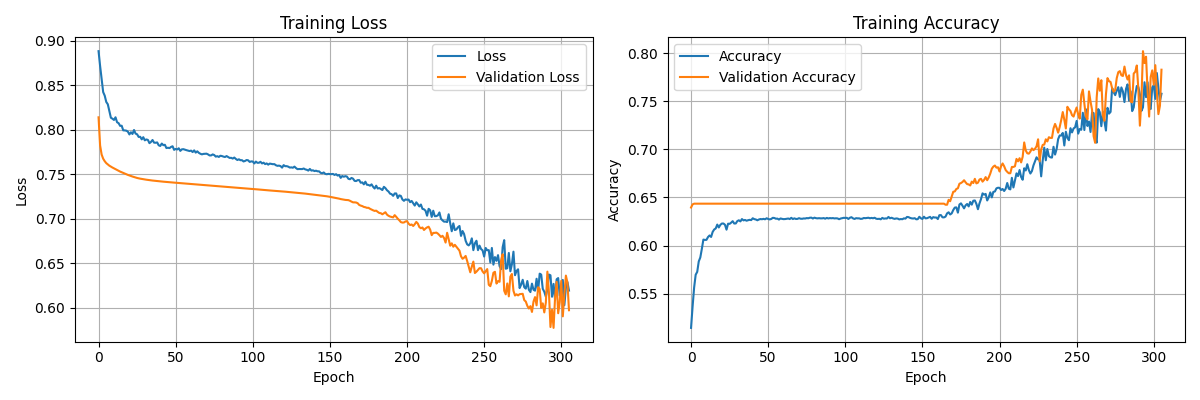 Training Loss
Loss
0.90
0.85
0.80
0.75
0.70
0.65
0.60
Loss
Validation Loss
0 50 100 150 200 250 300
Epoch
Training Accuracy
Accuracy
0.80
0.75
0.70
0.65
0.60
0.55
Accuracy
Validation Accuracy
0 50 100 150 200 250 300
Epoch